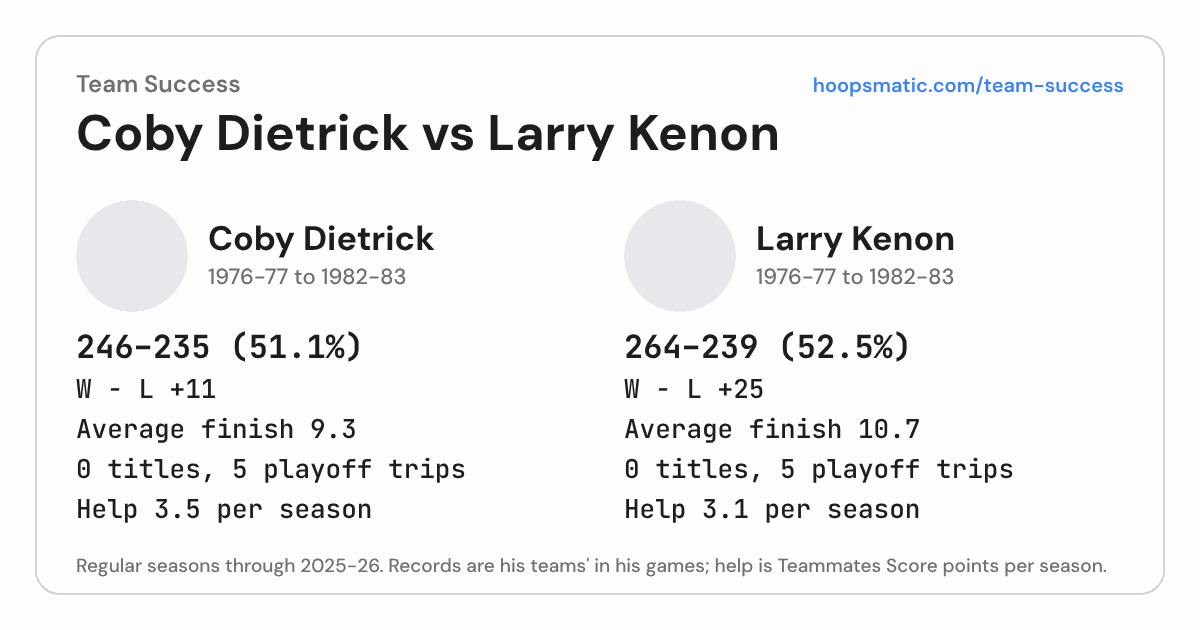 Team Success
hoopsmatic.com/team-success
Coby Dietrick vs Larry Kenon
Coby Dietrick
1976-77 to 1982-83
246-235 (51.1%)
W - L +11
Average finish 9.3
0 titles, 5 playoff trips
Help 3.5 per season
Larry Kenon
1976-77 to 1982-83
264-239 (52.5%)
W - L +25
Average finish 10.7
0 titles, 5 playoff trips
Help 3.1 per season
Regular seasons through 2025-26. Records are his teams' in his games; help is Teammates Score points per season.